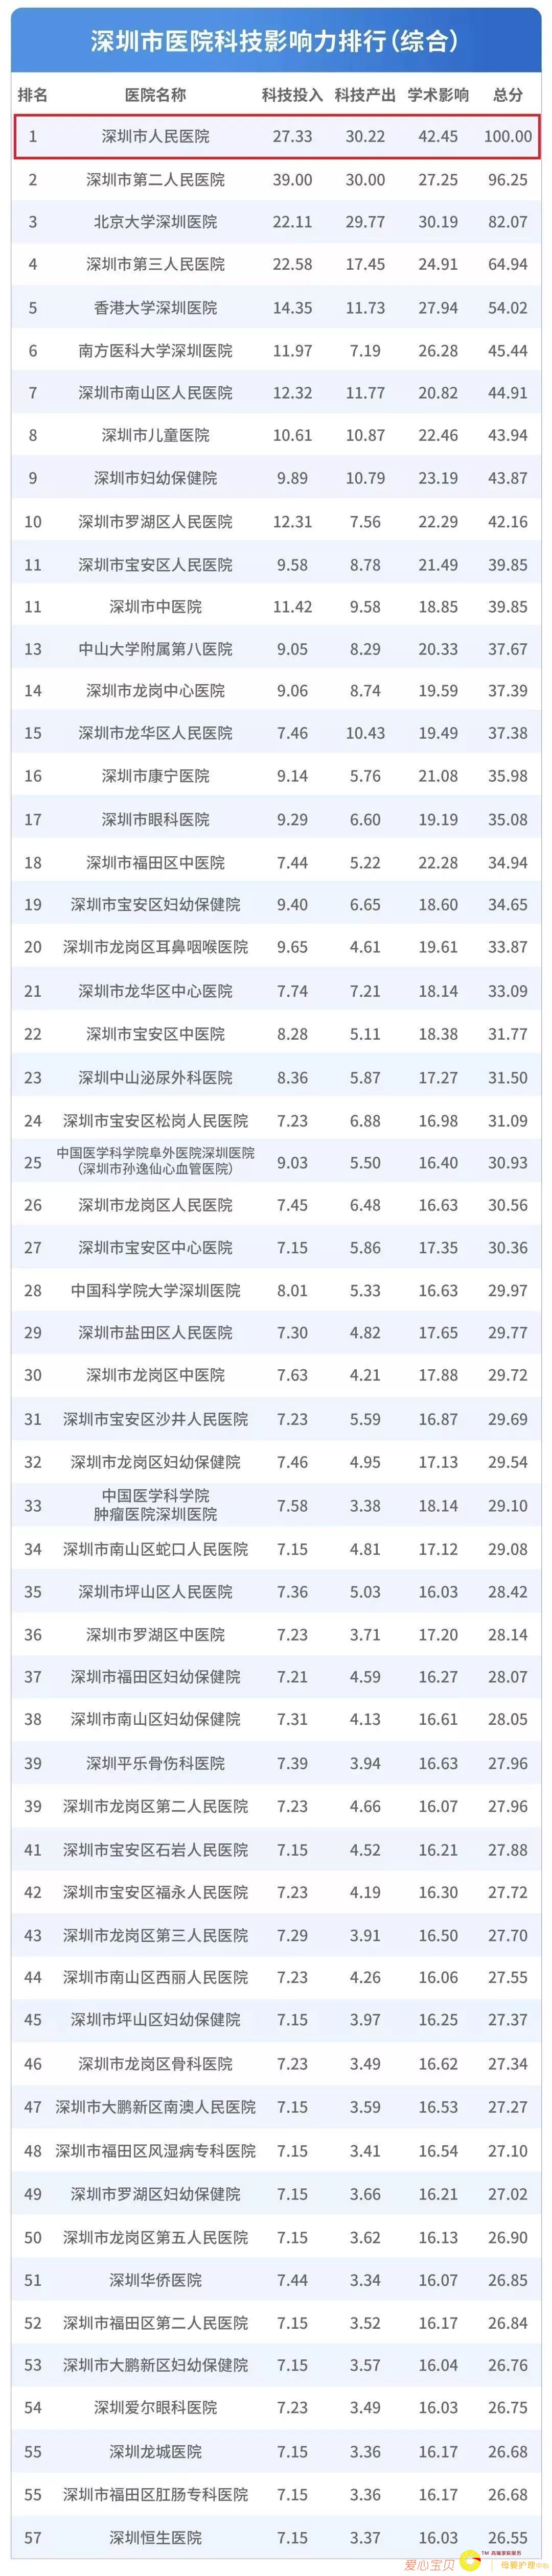 深圳市医院科技影响力排行(综合)
排名 医院名称 科技投入 科技产出 学术影响 总分
1 深圳市人民医院 27.33 30.22 42.45 100.00
2 深圳市第二人民医院 39.00 30.00 27.25 96.25
3 北京大学深圳医院 22.11 29.77 30.19 82.07
4 深圳市第三人民医院 22.58 17.45 24.91 64.94
5 香港大学深圳医院 14.35 11.73 27.94 54.02
6 南方医科大学深圳医院 11.97 7.19 26.28 45.44
7 深圳市南山区人民医院 12.32 11.77 20.82 44.91
8 深圳市儿童医院 10.61 10.87 22.46 43.94
9 深圳市妇幼保健院 9.89 10.79 23.19 43.87
10 深圳市罗湖区人民医院 12.31 7.56 22.29 42.16
11 深圳市宝安区人民医院 9.58 8.78 21.49 39.85
11 深圳市中医院 11.42 9.58 18.85 39.85
13 中山大学附属第八医院 9.05 8.29 20.33 37.67
14 深圳市龙岗中心医院 9.06 8.74 19.59 37.39
15 深圳市龙华区人民医院 7.46 10.43 19.49 37.38
16 深圳市康宁医院 9.14 5.76 21.08 35.98
17 深圳市眼科医院 9.29 6.60 19.19 35.08
18 深圳市福田区中医院 7.44 5.22 22.28 34.94
19 深圳市宝安区妇幼保健院 9.40 6.65 18.60 34.65
20 深圳市龙岗区耳鼻咽喉医院 9.65 4.61 19.61 33.87
21 深圳市龙华区中心医院 7.74 7.21 18.14 33.09
22 深圳市宝安区中医院 8.28 5.11 18.38 31.77
23 深圳中山泌尿外科医院 8.36 5.87 17.27 31.50
24 深圳市宝安区松岗人民医院 7.23 6.88 16.98 31.09
中国医学科学院阜外医院深圳医院
25 (深圳市孙逸仙心血管医院) 9.03 5.50 16.40 30.93
26 深圳市龙岗区人民医院 7.45 6.48 16.63 30.56
27 深圳市宝安区中心医院 7.15 5.86 17.35 30.36
28 中国科学院大学深圳医院 8.01 5.33 16.63 29.97
29 深圳市盐田区人民医院 7.30 4.82 17.65 29.77
30 深圳市龙岗区中医院 7.63 4.21 17.88 29.72
31 深圳市宝安区沙井人民医院 7.23 5.59 16.87 29.69
32 深圳市龙岗区妇幼保健院 7.46 4.95 17.13 29.54
中国医学科学院
33 肿瘤医院深圳医院 7.58 3.38 18.14 29.10
34 深圳市南山区蛇口人民医院 7.15 4.81 17.12 29.08
35 深圳市坪山区人民医院 7.36 5.03 16.03 28.42
36 深圳市罗湖区中医院 7.23 3.71 17.20 28.14
37 深圳市福田区妇幼保健院 7.21 4.59 16.27 28.07
38 深圳市南山区妇幼保健院 7.31 4.13 16.61 28.05
39 深圳平乐骨伤科医院 7.39 3.94 16.63 27.96
39 深圳市龙岗区第二人民医院 7.23 4.66 16.07 27.96
41 深圳市宝安区石岩人民医院 7.15 4.52 16.21 27.88
42 深圳市宝安区福永人民医院 7.23 4.19 16.30 27.72
43 深圳市龙岗区第三人民医院 7.29 3.91 16.50 27.70
44 深圳市南山区西丽人民医院 7.23 4.26 16.06 27.55
45 深圳市坪山区妇幼保健院 7.15 3.97 16.25 27.37
46 深圳市龙岗区骨科医院 7.23 3.49 16.62 27.34
47 深圳市大鹏新区南澳人民医院 7.15 3.59 16.53 27.27
48 深圳市福田区风湿病专科医院 7.15 3.41 16.54 27.10
49 深圳市罗湖区妇幼保健院 7.15 3.66 16.21 27.02
50 深圳市龙岗区第五人民医院 7.15 3.62 16.13 26.90
51 深圳华侨医院 7.44 3.34 16.07 26.85
52 深圳市福田区第二人民医院 7.15 3.52 16.17 26.84
53 深圳市大鹏新区妇幼保健院 7.15 3.57 16.04 26.76
54 深圳爱尔眼科医院 7.23 3.49 16.03 26.75
55 深圳龙城医院 7.15 3.36 16.17 26.68
55 深圳市福田区肛肠专科医院 7.15 3.36 16.17 26.68
57 深圳恒生医院 7.15 3.37 16.03 26.55
爱心宝贝 TM 高端家庭服务
母婴护理中心